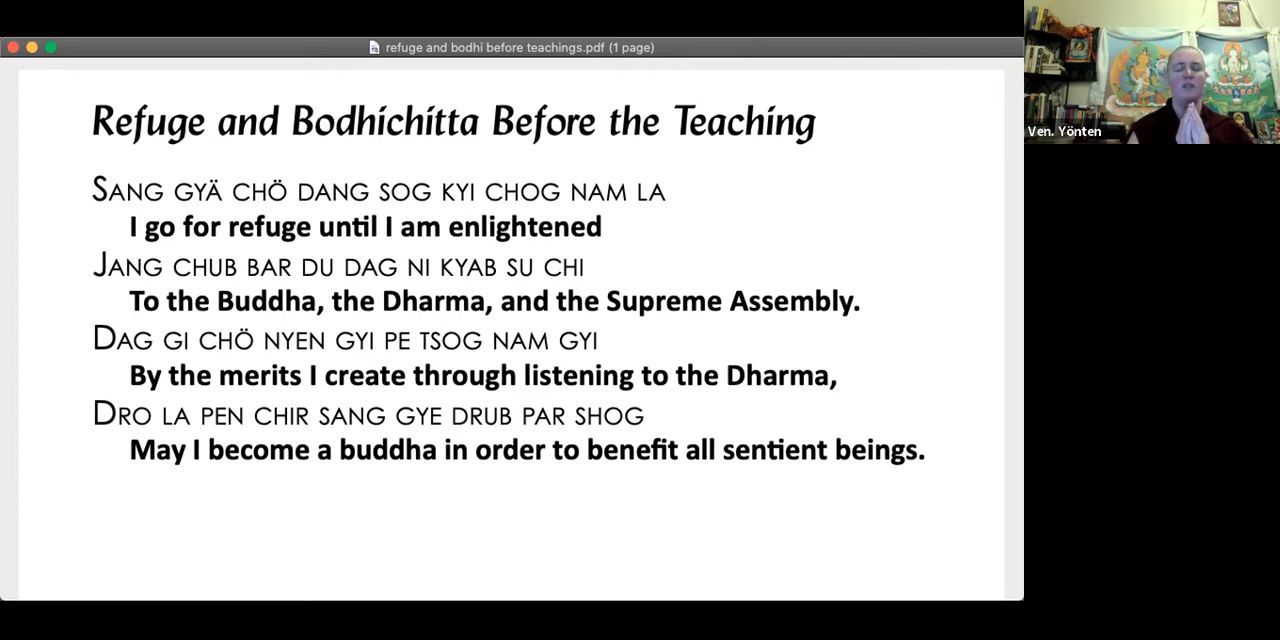 refuge and bodhi before teachings.pdf (1 page)
Refuge and Bodhichitta Before the Teaching
SANG GYÄ CHÖ DANG SOG KYI CHOG NAM LA
I go for refuge until I am enlightened
JANG CHUB BAR DU DAG NI KYAB SU CHI
To the Buddha, the Dharma, and the Supreme Assembly.
DAG GI CHÖ NYEN GYI PE TSOG NAM GYI
By the merits I create through listening to the Dharma,
DRO LA PEN CHIR SANG GYE DRUB PAR SHOG
May I become a buddha in order to benefit all sentient beings.
Ven. Yönten